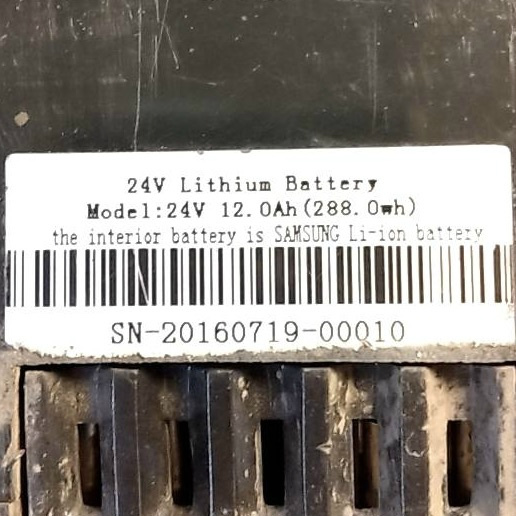 24V Lithium Battery
Model:24V 12.0Ah(288.0wh)
the interior battery is SAMSUNG Li-ion battery
SN-20160719-00010